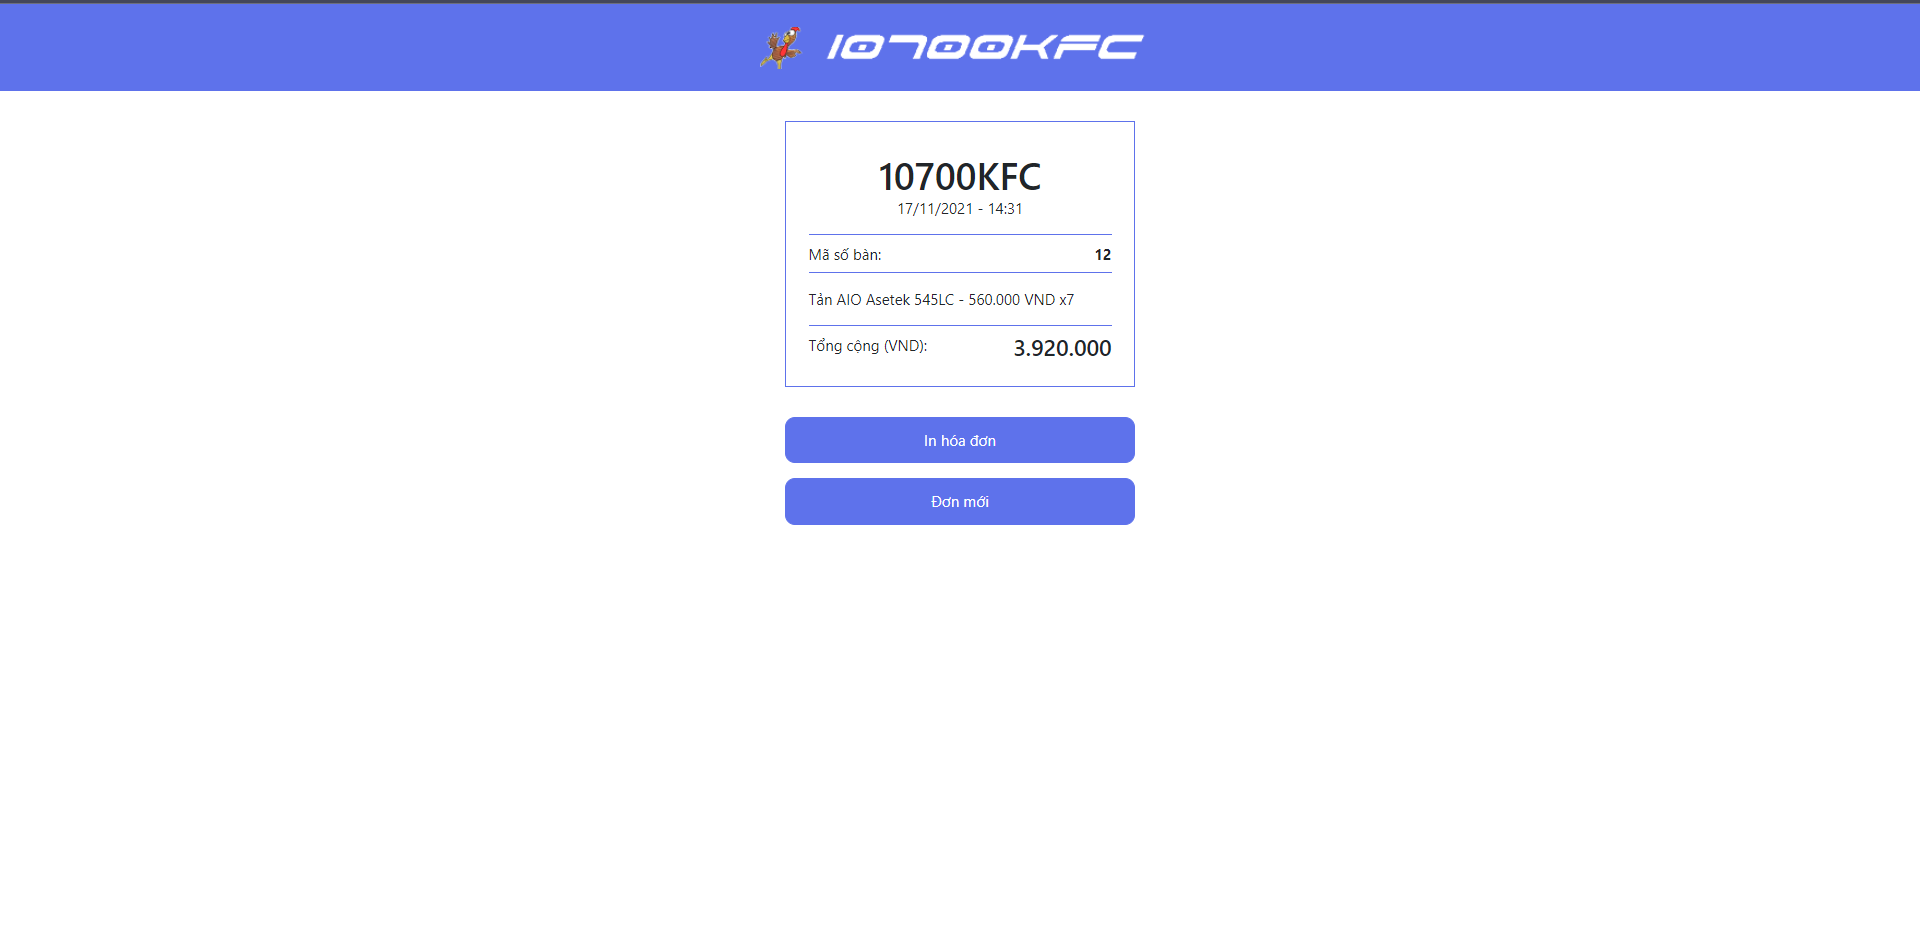 10700KFC
10700KFC
17/11/2021 - 14:31
Mã số bàn: 12
Tản AIO Asetek 545LC - 560.000 VND x7
Tổng cộng (VND): 3.920.000
In hóa đơn
Đơn mới